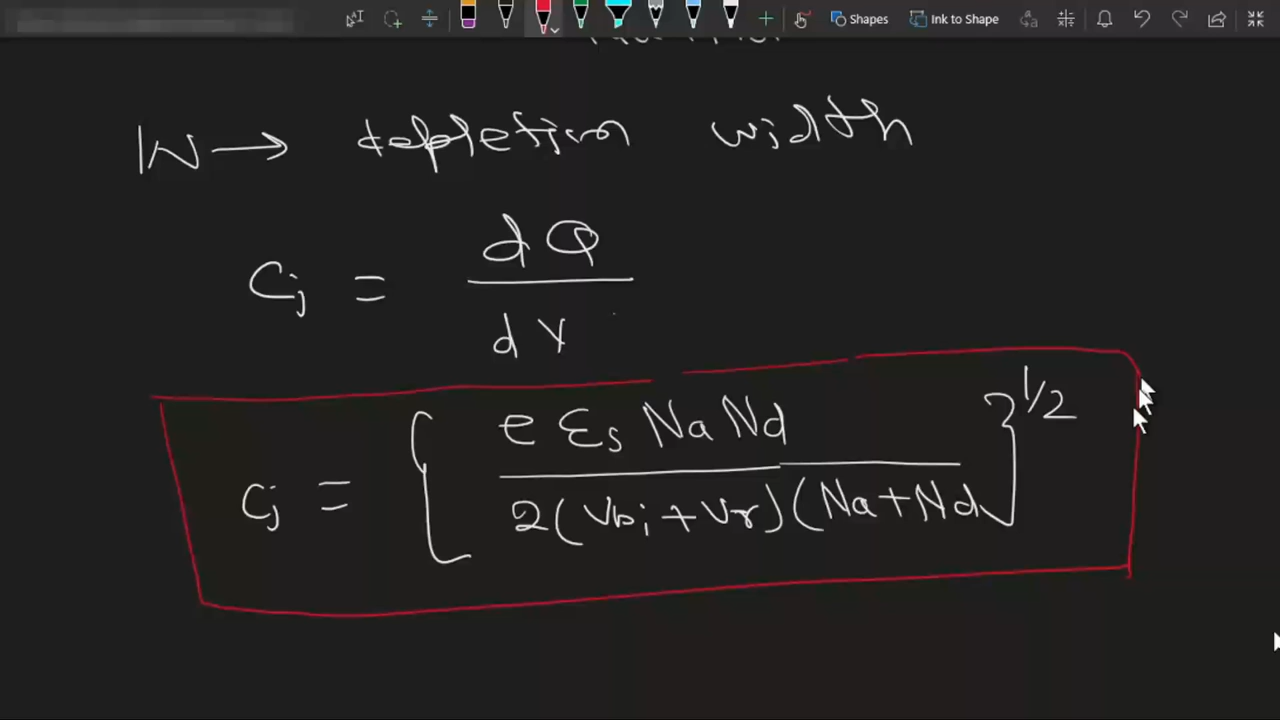 Shapes Ink to Shape
W → depletion width
Cj = dQ / dV
Cj = [ e εs Na Nd / 2(Vbi + Vr)(Na + Nd ]^1/2